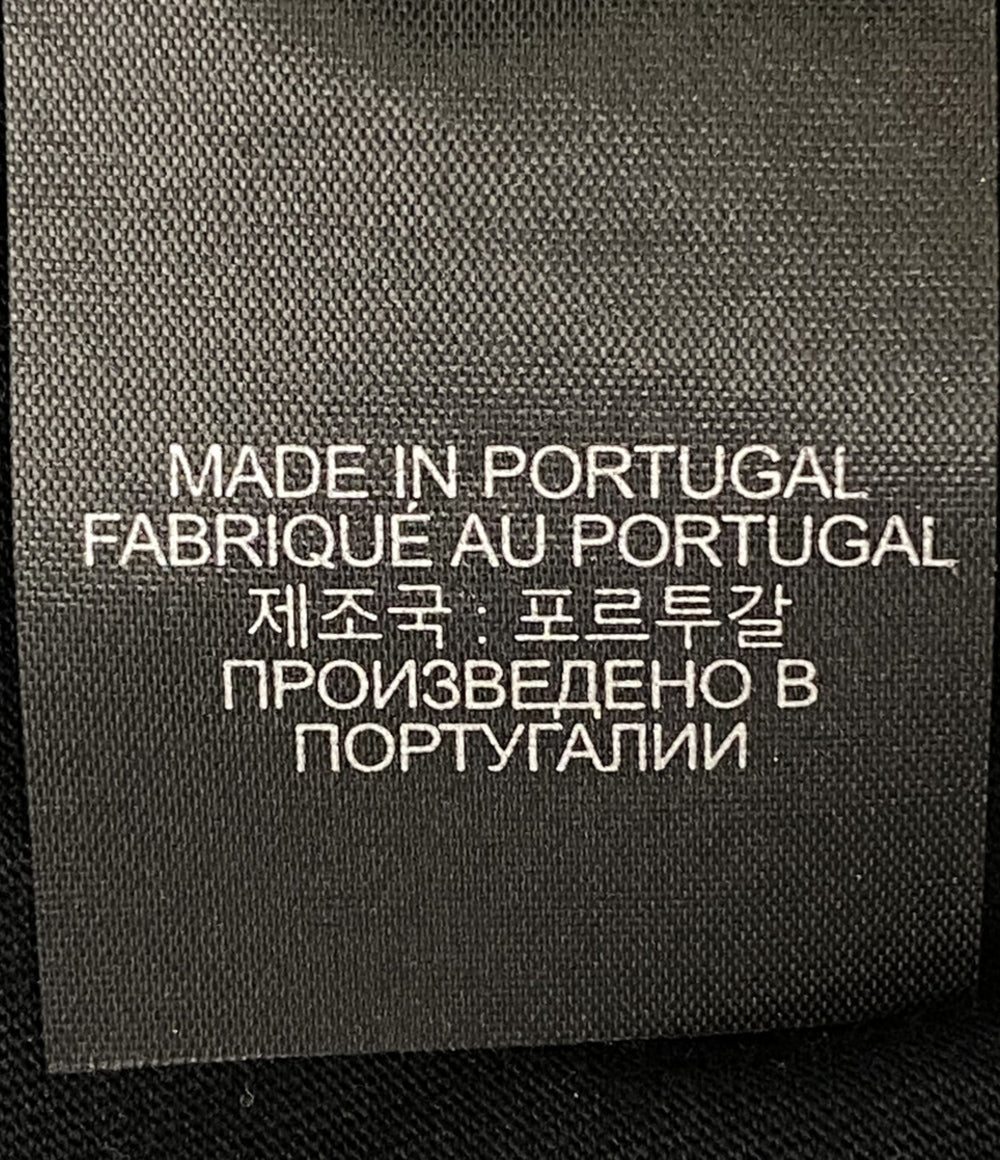 MADE IN PORTUGAL
FABRIQUÉ AU PORTUGAL
제조국 : 포르투갈
ПРОИЗВЕДЕНО В
ПОРТУГАЛИИ